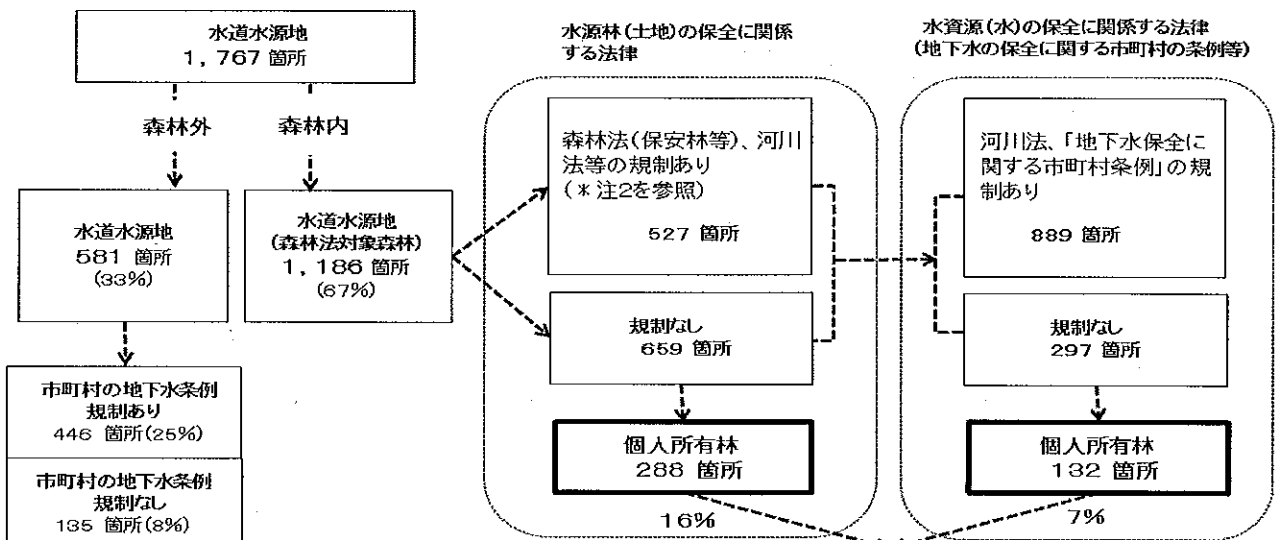 水道水源地
1,767 箇所
森林外
森林内
水道水源地
581 箇所
(33%)
水道水源地
(森林法対象森林)
1,186 箇所
(67%)
市町村の地下水条例
規制あり
446 箇所(25%)
市町村の地下水条例
規制なし
135 箇所(8%)
水源林(土地)の保全に関係
する法律
森林法(保安林等)、河川
法等の規制あり
(*注2を参照)
527 箇所
規制なし
659 箇所
個人所有林
288 箇所
16%
水資源(水)の保全に関係する法律
(地下水の保全に関する市町村の条例等)
河川法、「地下水保全に
関する市町村条例」の規
制あり
889 箇所
規制なし
297 箇所
個人所有林
132 箇所
7%